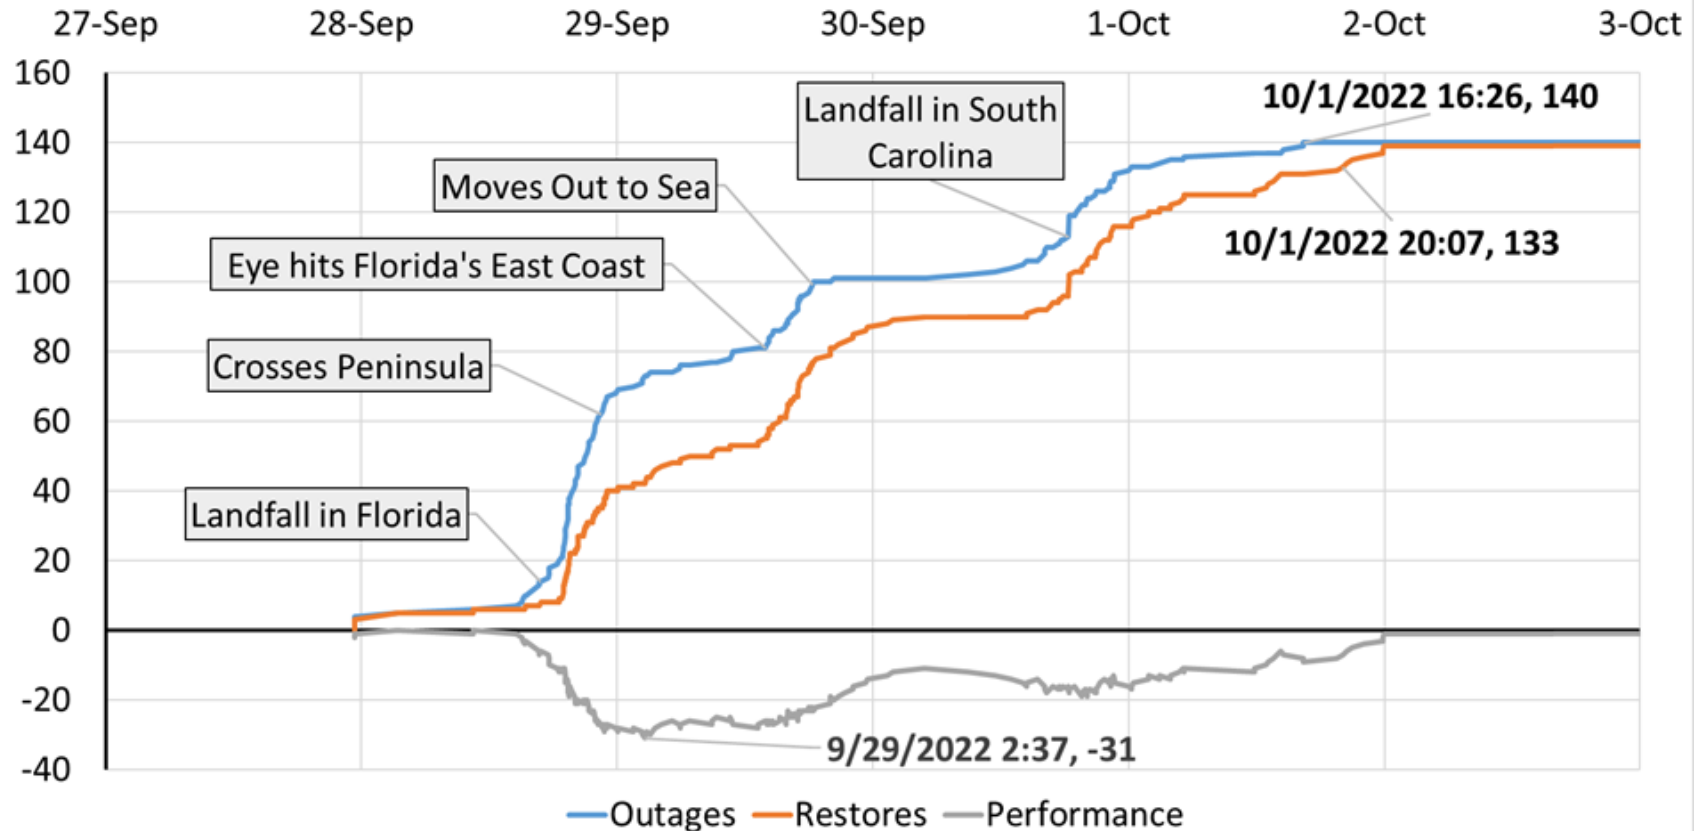 27-Sep 28-Sep 29-Sep 30-Sep 1-Oct 2-Oct 3-Oct
160
140
120
100
80
60
40
20
0
-20
-40
10/1/2022 16:26, 140
Landfall in South
Carolina
Moves Out to Sea
10/1/2022 20:07, 133
Eye hits Florida's East Coast
Crosses Peninsula
Landfall in Florida
9/29/2022 2:37, -31
Outages Restores Performance